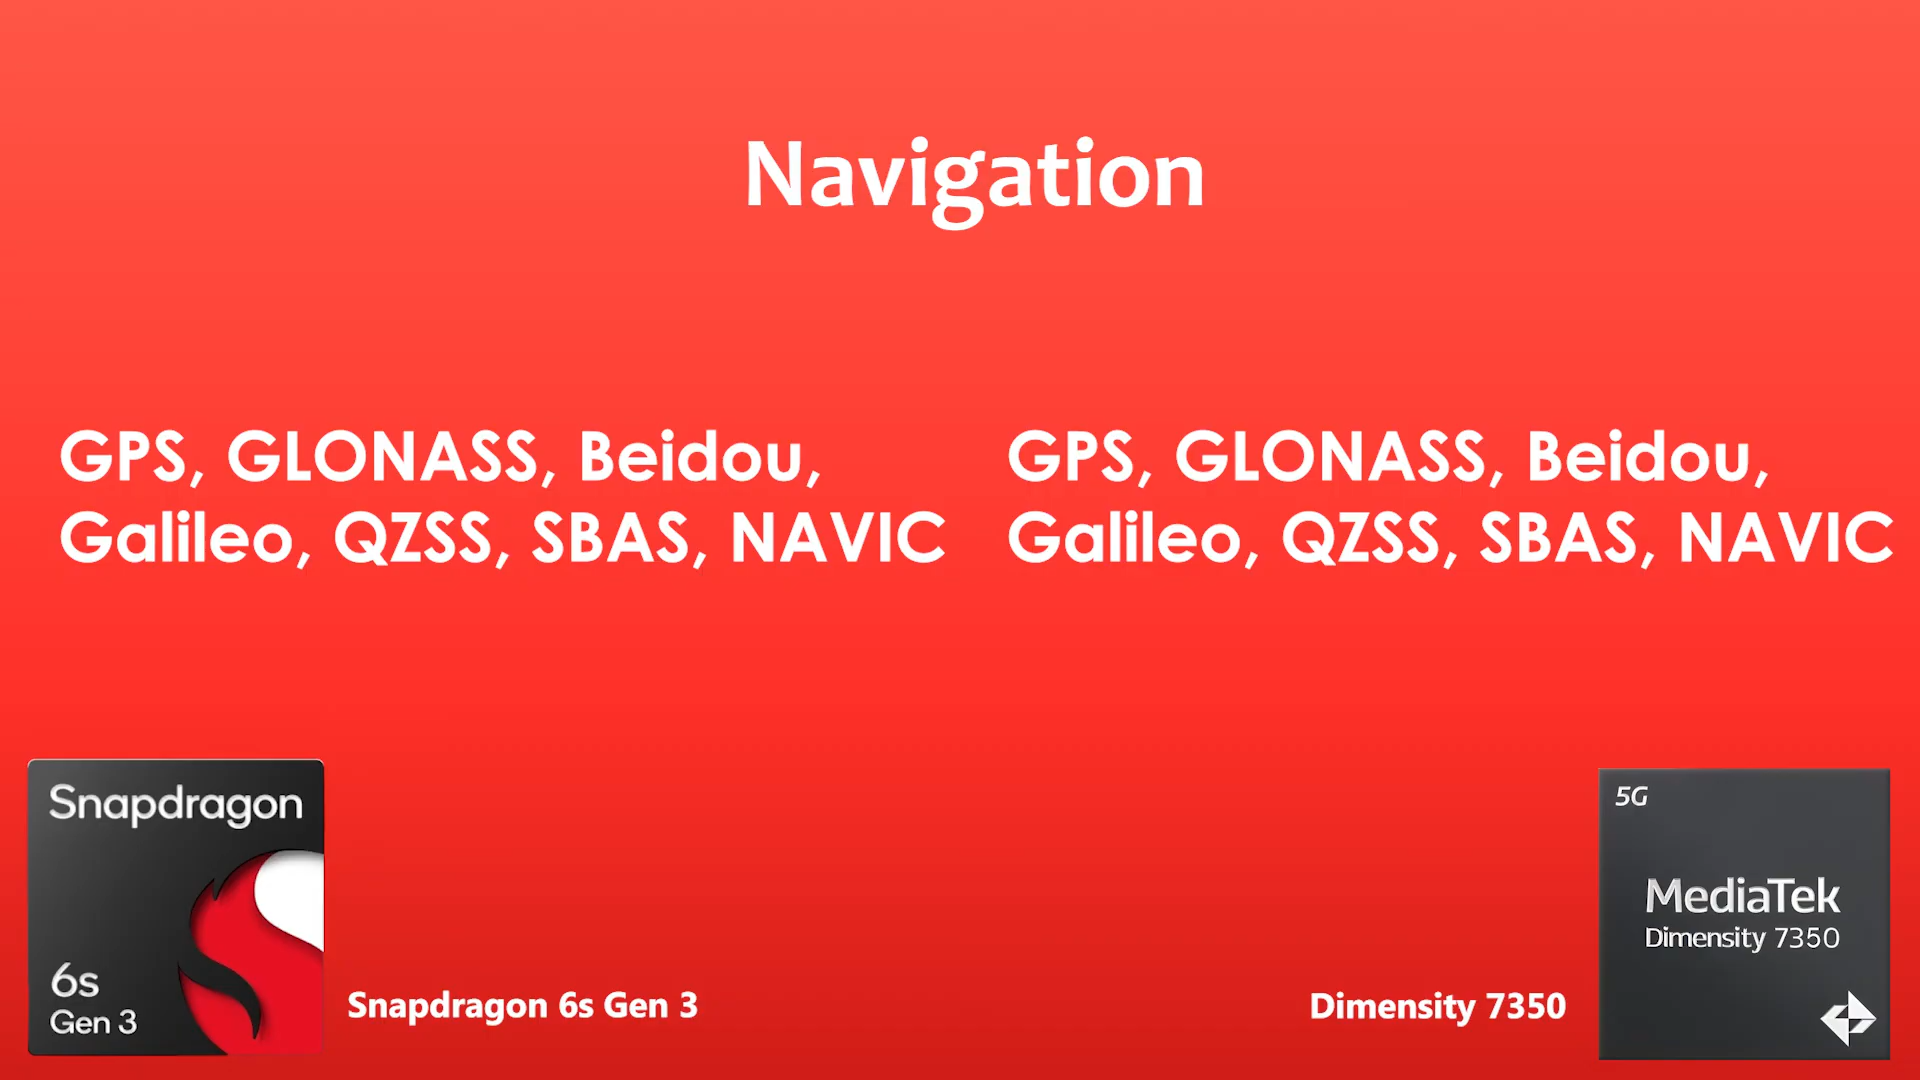 Navigation
GPS, GLONASS, Beidou,
Galileo, QZSS, SBAS, NAVIC
GPS, GLONASS, Beidou,
Galileo, QZSS, SBAS, NAVIC
Snapdragon
6s
Gen 3
Snapdragon 6s Gen 3
Dimensity 7350
5G
MediaTek
Dimensity 7350